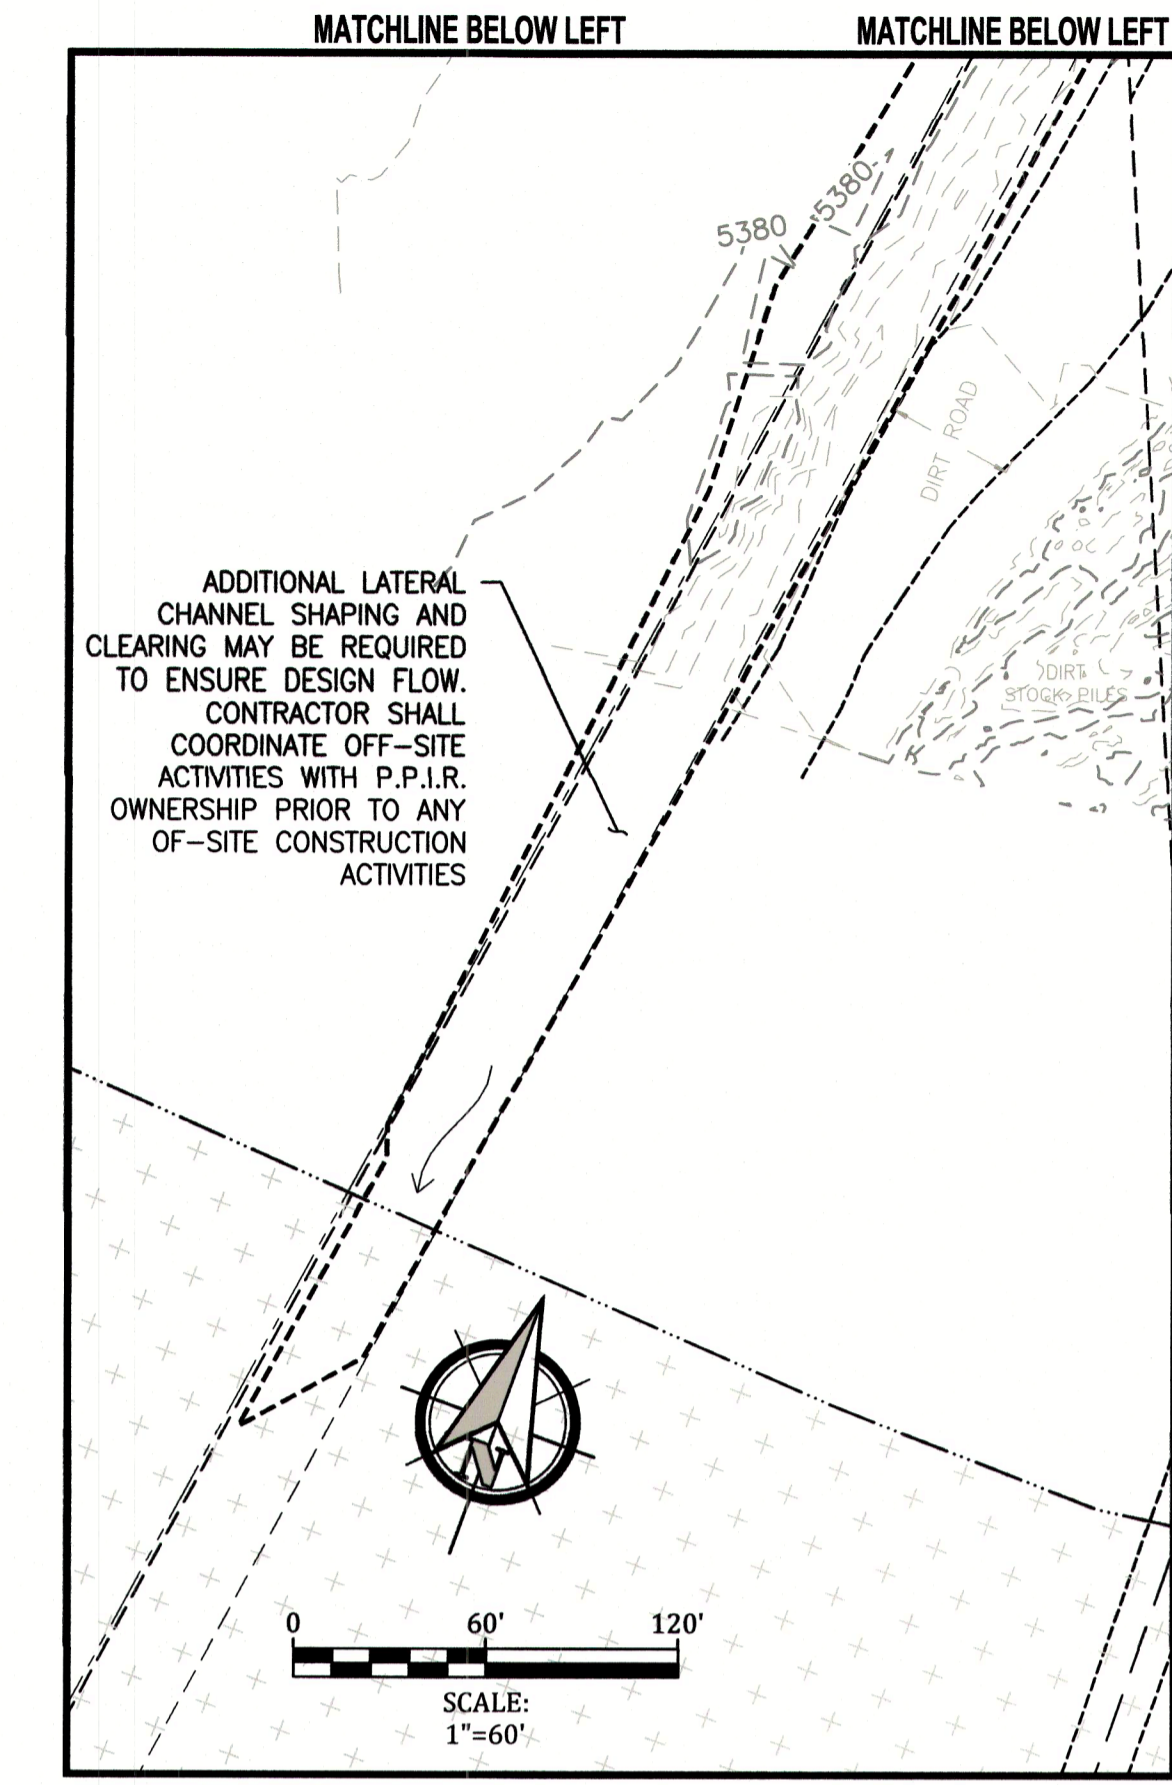 MATCHLINE BELOW LEFT
MATCHLINE BELOW LEFT
5380
5380
DIRT ROAD
ADDITIONAL LATERAL
CHANNEL SHAPING AND
CLEARING MAY BE REQUIRED
TO ENSURE DESIGN FLOW.
CONTRACTOR SHALL
COORDINATE OFF-SITE
ACTIVITIES WITH P.P.I.R.
OWNERSHIP PRIOR TO ANY
OF-SITE CONSTRUCTION
ACTIVITIES
DIRT
STOCK PILES
N
0 60' 120'
SCALE:
1"=60'